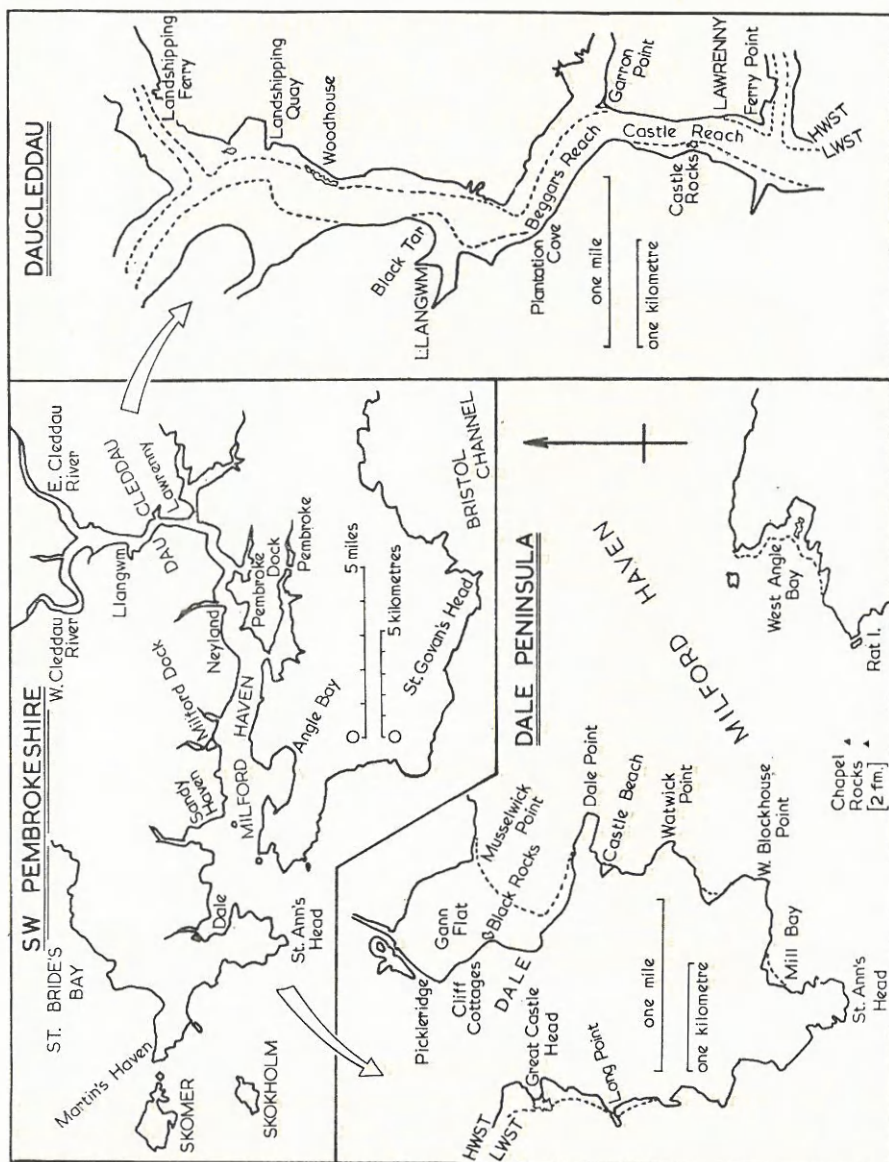 SW PEMBROKESHIRE
ST. BRIDE'S
BAY
Martin's Haven
SKOMER
SKOKHOLM
Dale
St. Ann's Head
Sandy
Haven
Milford Dock
MILFORD
HAVEN
Angle Bay
Neyland
Pembroke
Dock
Pembroke
W. Cleddau
River
E. Cleddau
River
Llangwm
DAU
CLEDDAU
Lawrenny
St. Govan's Head
BRISTOL
CHANNEL
0
5 miles
0
5 kilometres
DAUCLEDDAU
Landshipping
Ferry
Landshipping
Quay
Woodhouse
Black Tar
LLANGWM
Plantation
Cove
Beggars Reach
Garron Point
Castle Reach
Castle
Rocks
LAWRENNY
Ferry Point
HWST
LWST
one mile
one kilometre
DALE PENINSULA
Pickleridge
Gann
Flat
Cliff
Cottages
Musselwick
Point
Black Rocks
DALE
Great Castle
Head
HWST
LWST
Long Point
Dale Point
Castle Beach
Watwick
Point
W. Blockhouse
Point
Mill Bay
St. Ann's
Head
one mile
one kilometre
MILFORD
HAVEN
West Angle
Bay
Rat I.
Chapel
Rocks
[2 fm.]